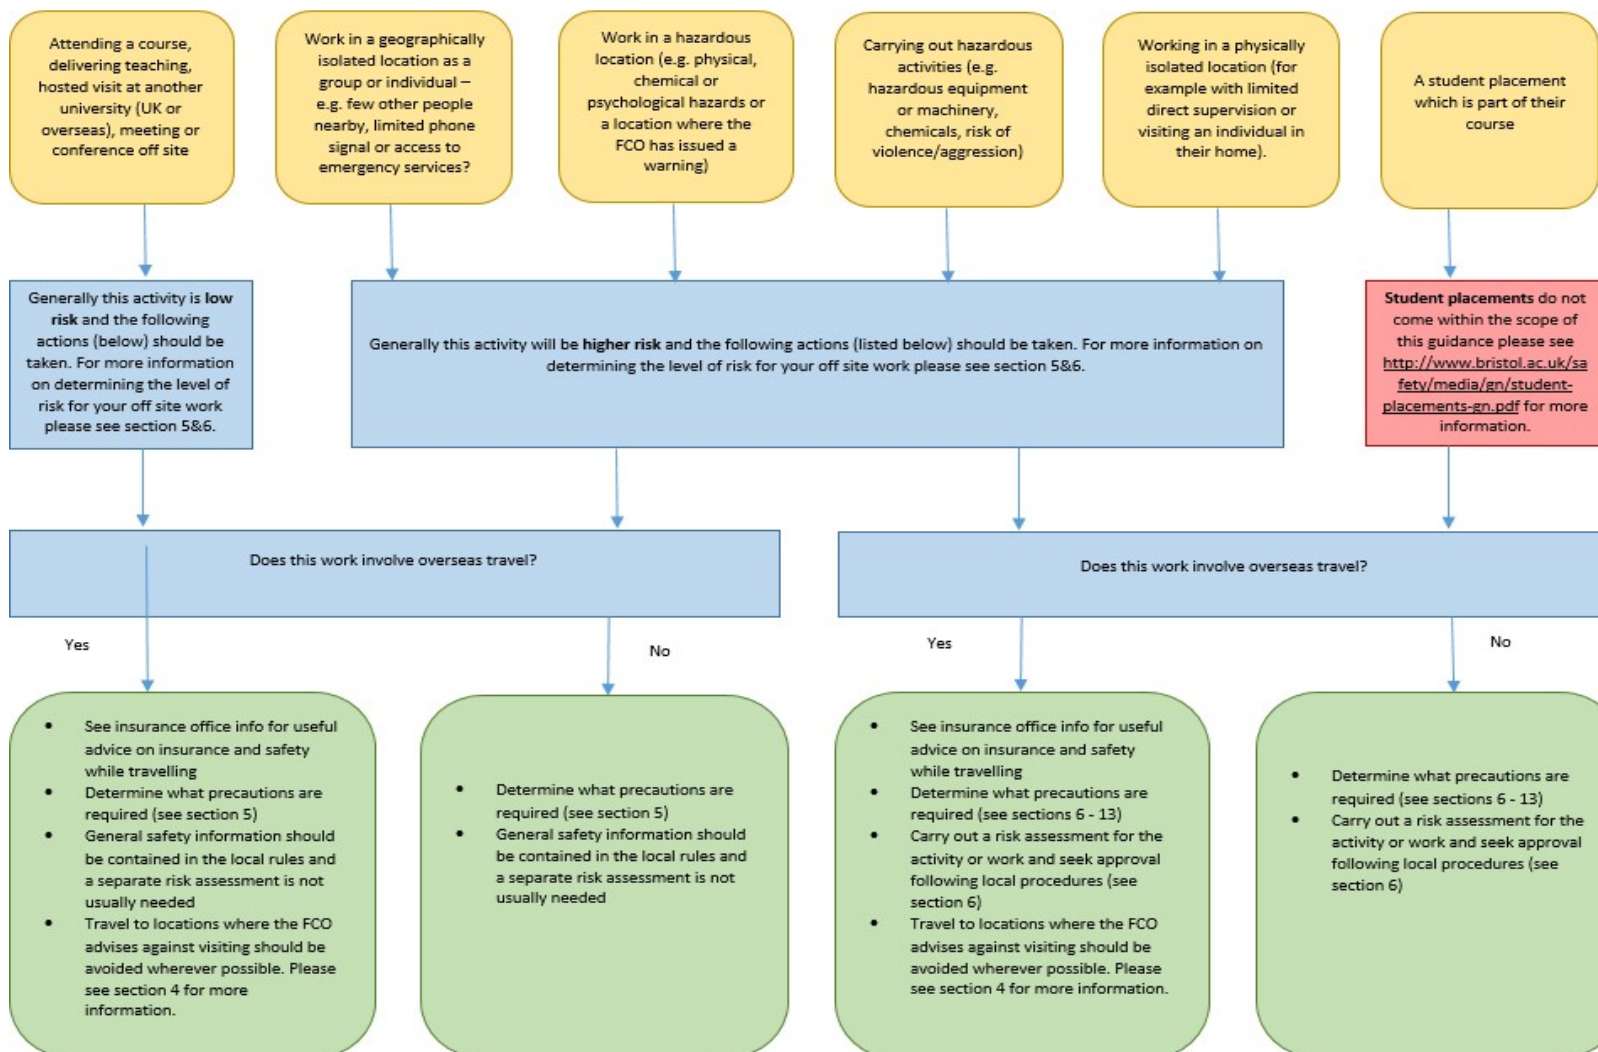 Attending a course,
delivering teaching,
hosted visit at another
university (UK or
overseas), meeting or
conference off site
Work in a geographically
isolated location as a
group or individual –
e.g. few other people
nearby, limited phone
signal or access to
emergency services?
Work in a hazardous
location (e.g. physical,
chemical or
psychological hazards or
a location where the
FCO has issued a
warning)
Carrying out hazardous
activities (e.g.
hazardous equipment
or machinery,
chemicals, risk of
violence/aggression)
Working in a physically
isolated location (for
example with limited
direct supervision or
visiting an individual in
their home).
A student placement
which is part of their
course
Generally this activity is low
risk and the following
actions (below) should be
taken. For more information
on determining the level of
risk for your off site work
please see section 5&6.
Generally this activity will be higher risk and the following actions (listed below) should be taken. For more information on
determining the level of risk for your off site work please see section 5&6.
Student placements do not
come within the scope of
this guidance please see
http://www.bristol.ac.uk/sa
fety/media/gn/student-
placements-gn.pdf for more
information.
Does this work involve overseas travel?
Does this work involve overseas travel?
Yes
No
Yes
No
• See insurance office info for useful
advice on insurance and safety
while travelling
• Determine what precautions are
required (see section 5)
• General safety information should
be contained in the local rules and
a separate risk assessment is not
usually needed
• Travel to locations where the FCO
advises against visiting should be
avoided wherever possible. Please
see section 4 for more
information.
• Determine what precautions are
required (see section 5)
• General safety information should
be contained in the local rules and
a separate risk assessment is not
usually needed
• See insurance office info for useful
advice on insurance and safety
while travelling
• Determine what precautions are
required (see sections 6 - 13)
• Carry out a risk assessment for the
activity or work and seek approval
following local procedures (see
section 6)
• Travel to locations where the FCO
advises against visiting should be
avoided wherever possible. Please
see section 4 for more information.
• Determine what precautions are
required (see sections 6 - 13)
• Carry out a risk assessment for the
activity or work and seek approval
following local procedures (see
section 6)